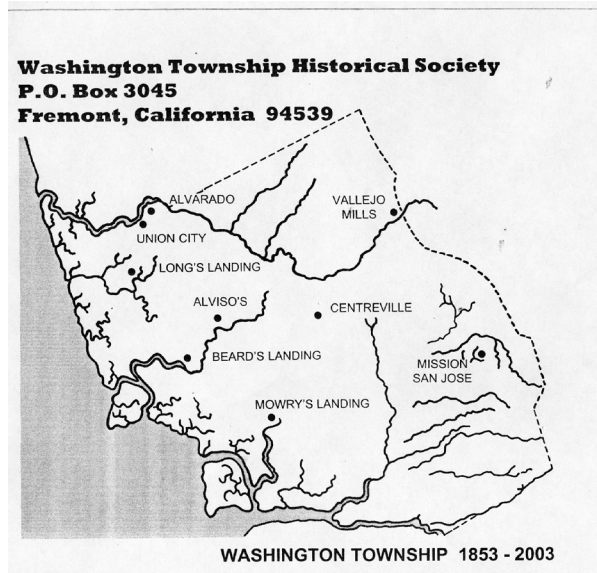 Washington Township Historical Society
P.O. Box 3045
Fremont, California 94539
ALVARADO
VALLEJO
MILLS
UNION CITY
LONG'S LANDING
ALVISO'S
CENTREVILLE
BEARD'S LANDING
MISSION
SAN JOSE
MOWRY'S LANDING
WASHINGTON TOWNSHIP 1853 - 2003